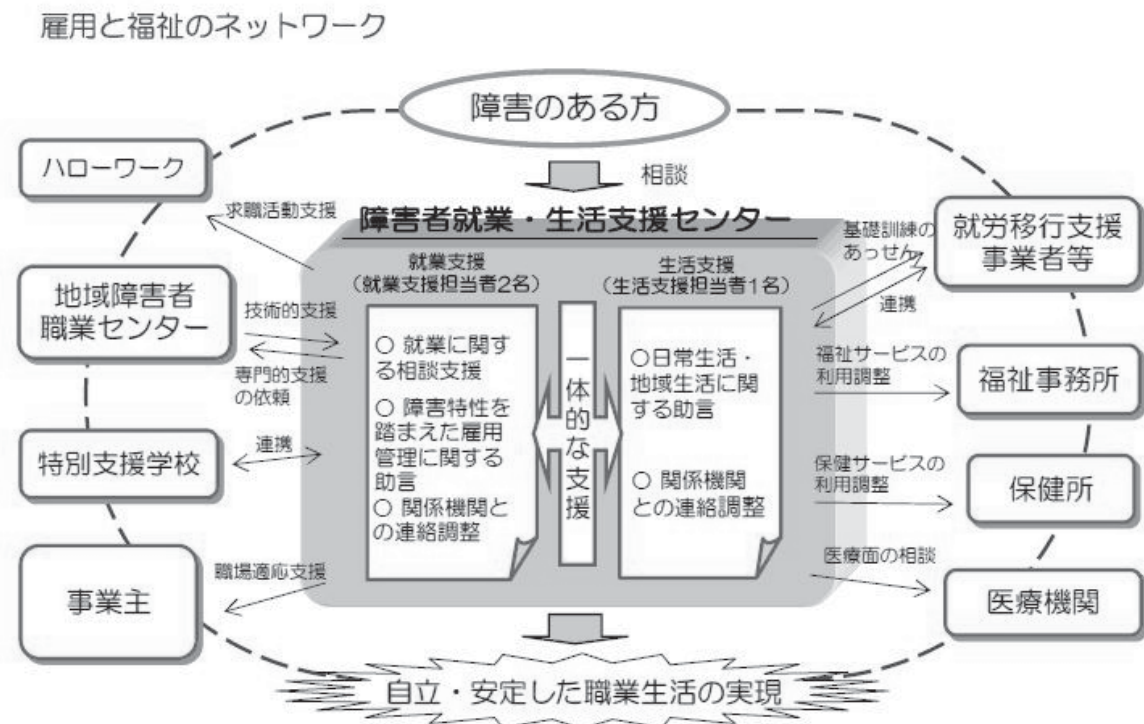 雇用と福祉のネットワーク
障害のある方
相談
ハローワーク
求職活動支援
地域障害者
職業センター
技術的支援
専門的支援
の依頼
特別支援学校
連携
事業主
職場適応支援
障害者就業・生活支援センター
就業支援
(就業支援担当者2名)
○ 就業に関す
る相談支援
○ 障害特性を
踏まえた雇用
管理に関する
助言
○ 関係機関と
の連絡調整
一体的な支援
生活支援
(生活支援担当者1名)
○日常生活・
地域生活に関
する助言
○ 関係機関
との連絡調整
基礎訓練の
あっせん
連携
就労移行支援
事業者等
福祉サービスの
利用調整
福祉事務所
保健サービスの
利用調整
保健所
医療面の相談
医療機関
自立・安定した職業生活の実現